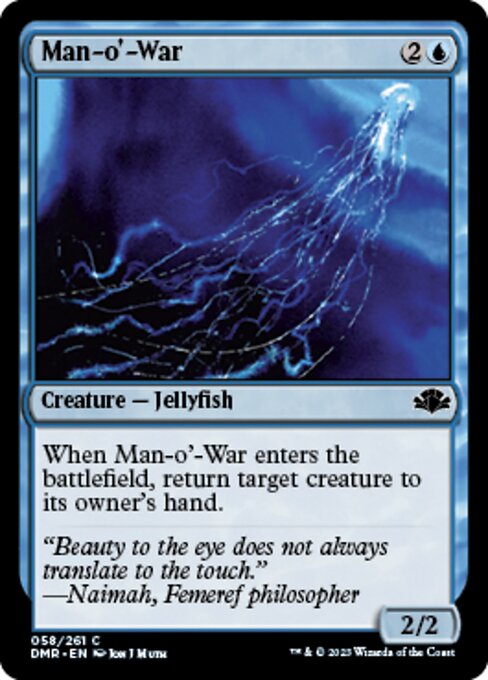 Man-o'-War 2
Creature — Jellyfish
When Man-o'-War enters the
battlefield, return target creature to
its owner's hand.
"Beauty to the eye does not always
translate to the touch."
—Naimah, Femeref philosopher
2/2
058/261 C
DMR • EN Jon J Muth
™ & © 2023 Wizards of the Coast